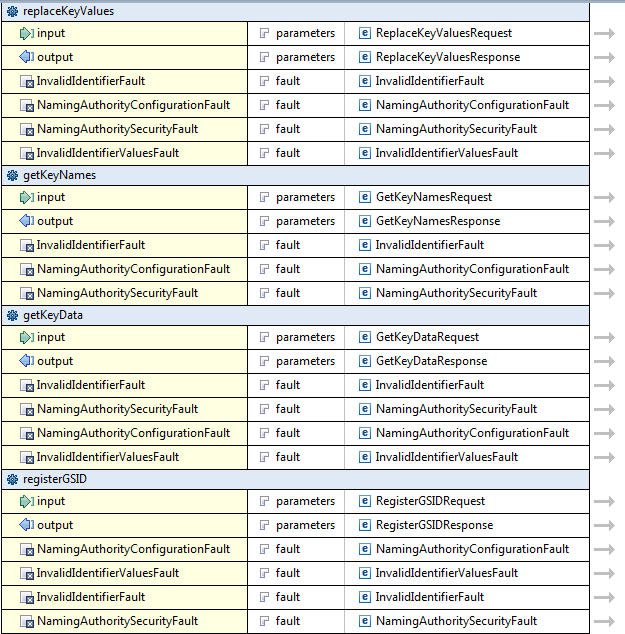 replaceKeyValues
input parameters e ReplaceKeyValuesRequest
output parameters e ReplaceKeyValuesResponse
InvalidIdentifierFault fault e InvalidIdentifierFault
NamingAuthorityConfigurationFault fault e NamingAuthorityConfigurationFault
NamingAuthoritySecurityFault fault e NamingAuthoritySecurityFault
InvalidIdentifierValuesFault fault e InvalidIdentifierValuesFault
getKeyNames
input parameters e GetKeyNamesRequest
output parameters e GetKeyNamesResponse
InvalidIdentifierFault fault e InvalidIdentifierFault
NamingAuthorityConfigurationFault fault e NamingAuthorityConfigurationFault
NamingAuthoritySecurityFault fault e NamingAuthoritySecurityFault
getKeyData
input parameters e GetKeyDataRequest
output parameters e GetKeyDataResponse
InvalidIdentifierFault fault e InvalidIdentifierFault
NamingAuthoritySecurityFault fault e NamingAuthoritySecurityFault
NamingAuthorityConfigurationFault fault e NamingAuthorityConfigurationFault
InvalidIdentifierValuesFault fault e InvalidIdentifierValuesFault
registerGSID
input parameters e RegisterGSIDRequest
output parameters e RegisterGSIDResponse
NamingAuthorityConfigurationFault fault e NamingAuthorityConfigurationFault
InvalidIdentifierValuesFault fault e InvalidIdentifierValuesFault
InvalidIdentifierFault fault e InvalidIdentifierFault
NamingAuthoritySecurityFault fault e NamingAuthoritySecurityFault